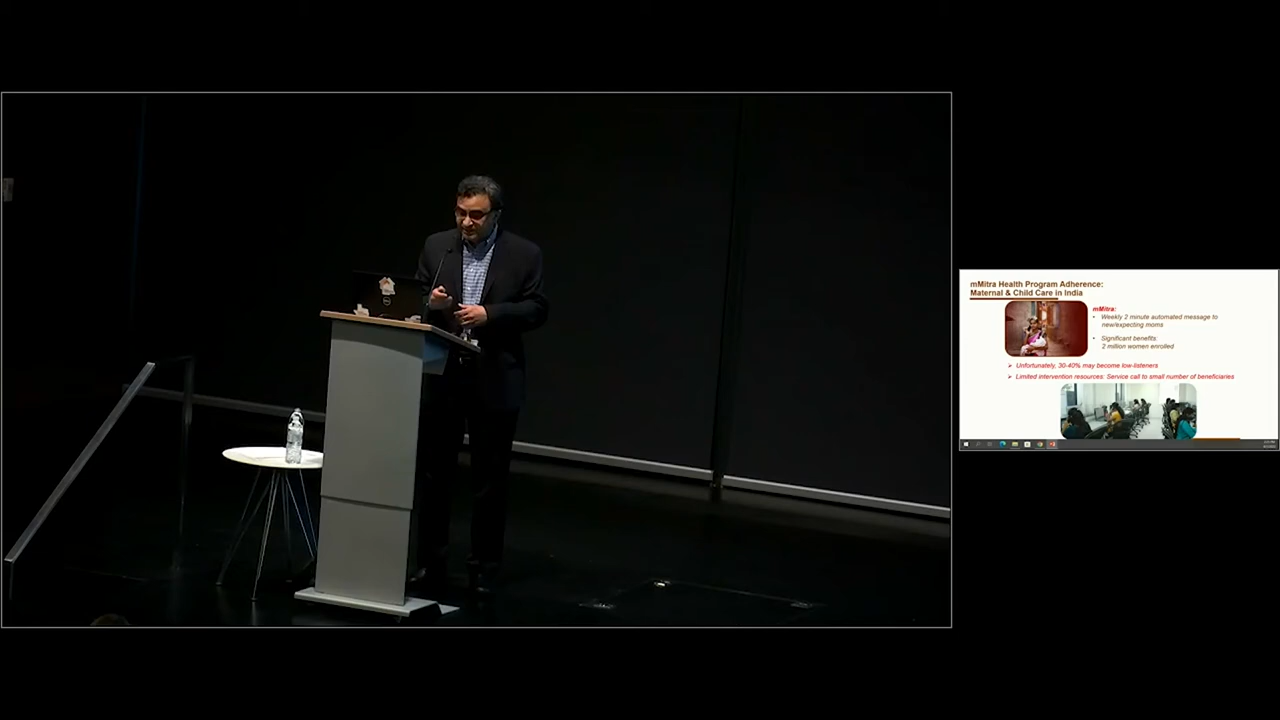 mMitra Health Program Adherence:
Maternal & Child Care in India
mMitra:
• Weekly 2 minute automated message to
new/expecting moms
• Significant benefits:
2 million women enrolled
➢ Unfortunately, 30-40% may become low-listeners
➢ Limited intervention resources: Service call to small number of beneficiaries